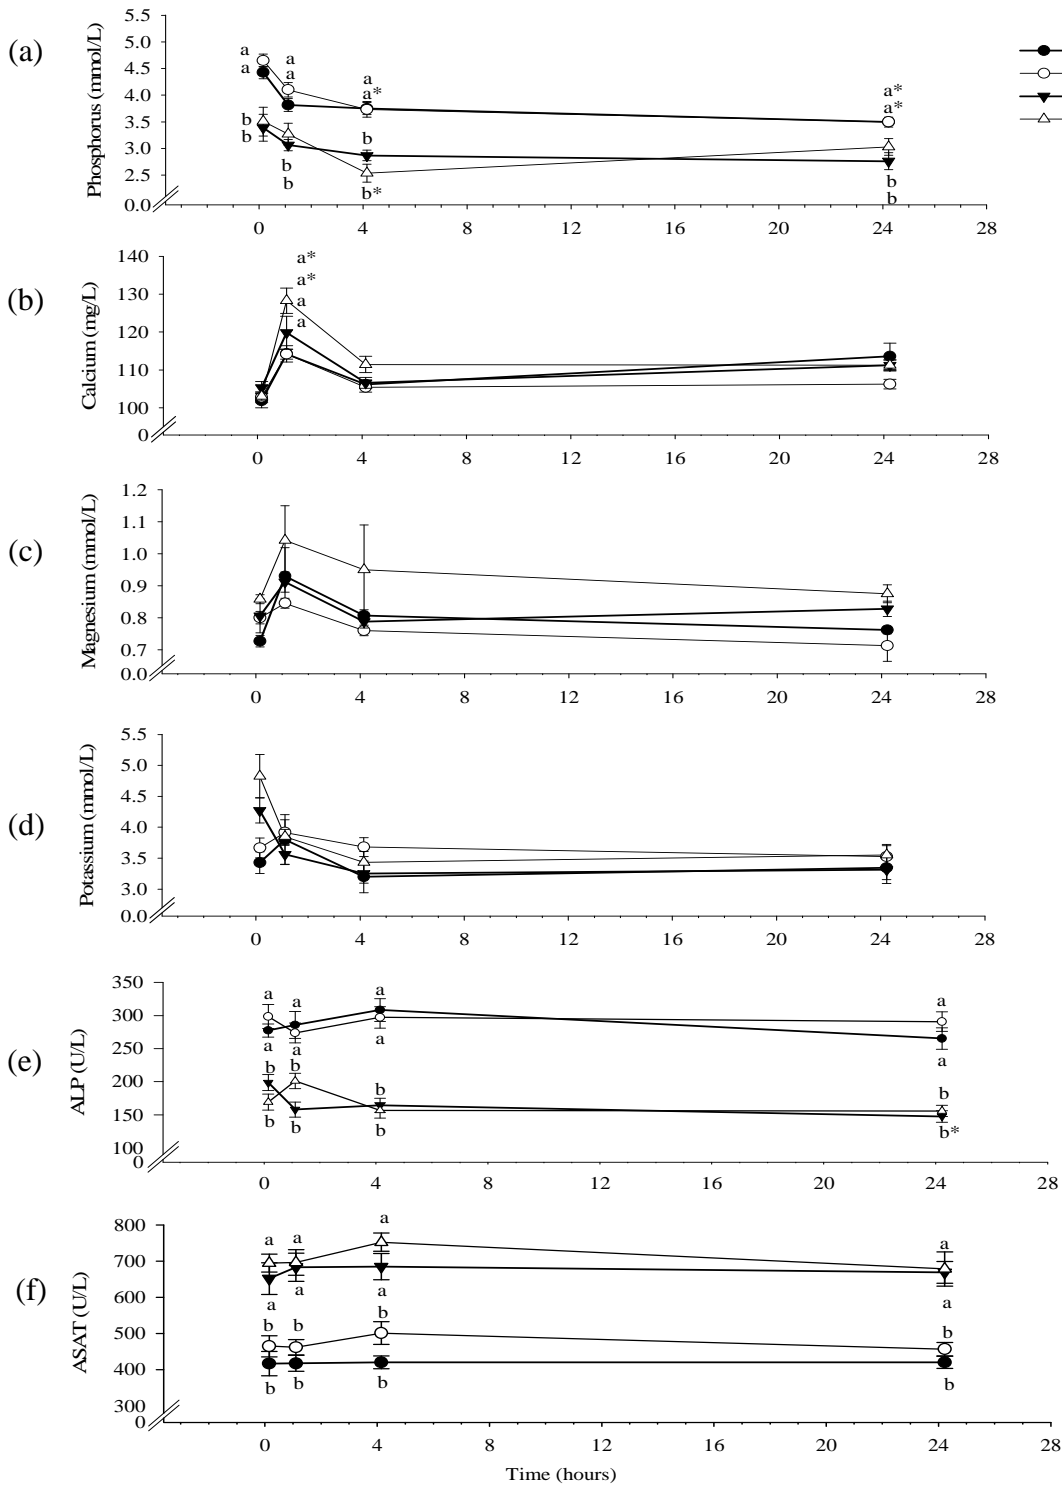 (a)
Phosphorus (mmol/L)
5.5
5.0
4.5
4.0
3.5
3.0
2.5
0.0
a
a
a
a
a
a*
a*
a*
b
b
b
b
b
b*
b
b
0 4 8 12 16 20 24 28
(b)
Calcium (mg/L)
140
130
120
110
100
0
a*
a*
a
a
0 4 8 12 16 20 24 28
(c)
Magnesium (mmol/L)
1.2
1.1
1.0
0.9
0.8
0.7
0.0
0 4 8 12 16 20 24 28
(d)
Potassium (mmol/L)
5.5
5.0
4.5
4.0
3.5
3.0
0.0
0 4 8 12 16 20 24 28
(e)
ALP (U/L)
350
300
250
200
150
100
0
a a a a
a a a a
b b b b
b b b b*
0 4 8 12 16 20 24 28
(f)
ASAT (U/L)
800
700
600
500
400
300
0
a a a a
a a a a
b b b b
b b b b
0 4 8 12 16 20 24 28
Time (hours)